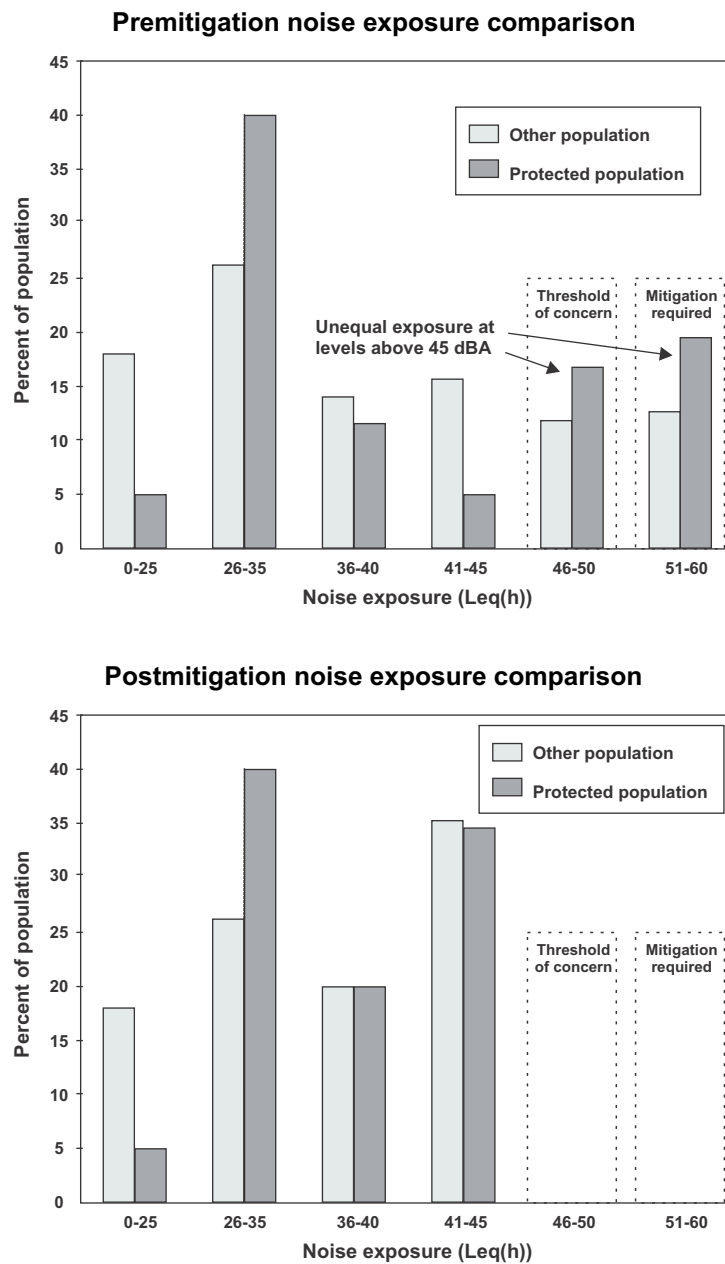 Premitigation noise exposure comparison
45
40
35
30
25
20
15
10
5
0
Percent of population
Other population
Protected population
Unequal exposure at
levels above 45 dBA
Threshold
of concern
Mitigation
required
0-25 26-35 36-40 41-45 46-50 51-60
Noise exposure (Leq(h))
Postmitigation noise exposure comparison
45
40
35
30
25
20
15
10
5
0
Percent of population
Other population
Protected population
Threshold
of concern
Mitigation
required
0-25 26-35 36-40 41-45 46-50 51-60
Noise exposure (Leq(h))